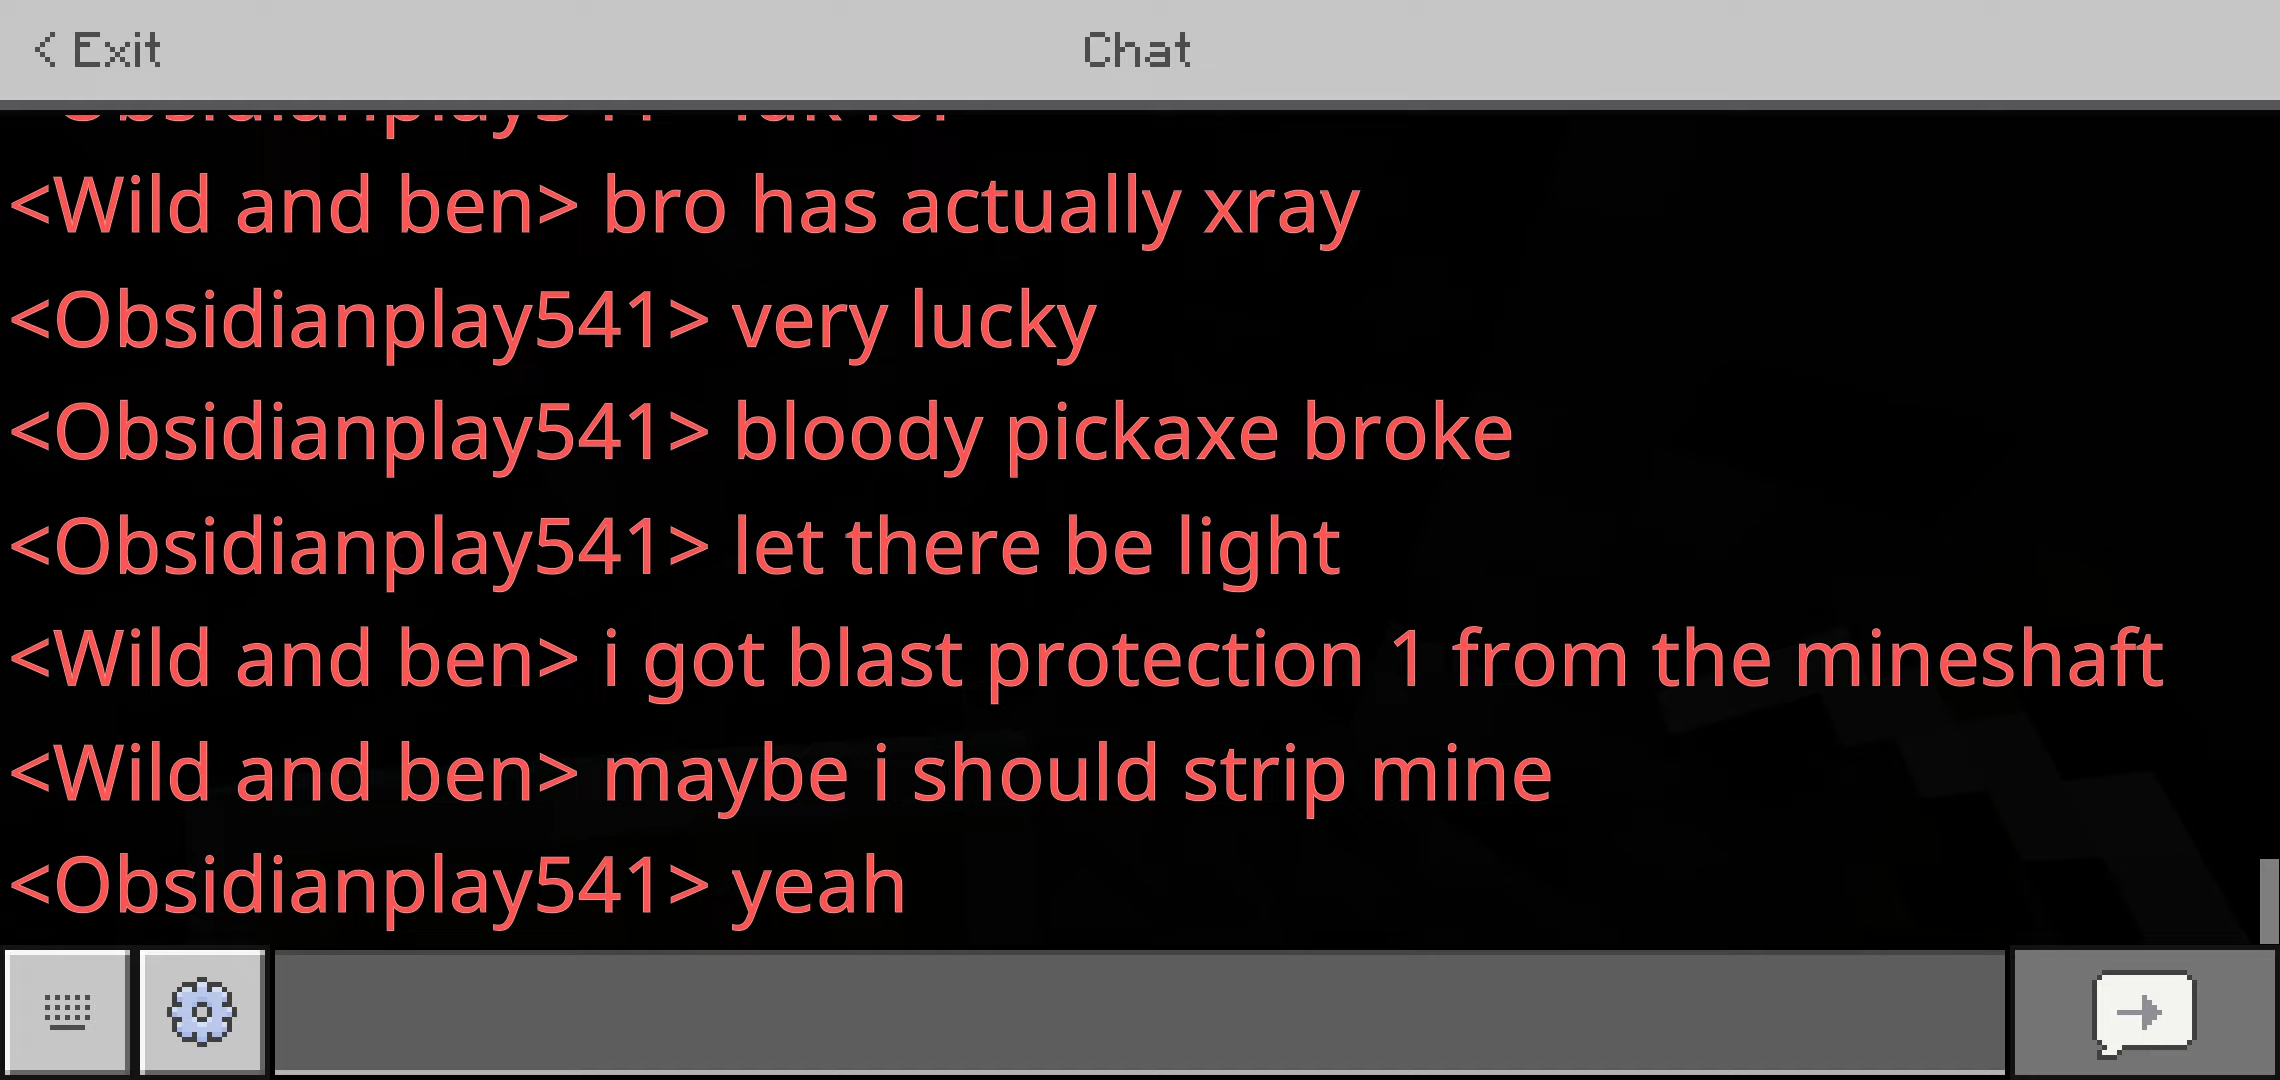 < Exit
Chat
<Wild and ben> bro has actually xray
<Obsidianplay541> very lucky
<Obsidianplay541> bloody pickaxe broke
<Obsidianplay541> let there be light
<Wild and ben> i got blast protection 1 from the mineshaft
<Wild and ben> maybe i should strip mine
<Obsidianplay541> yeah